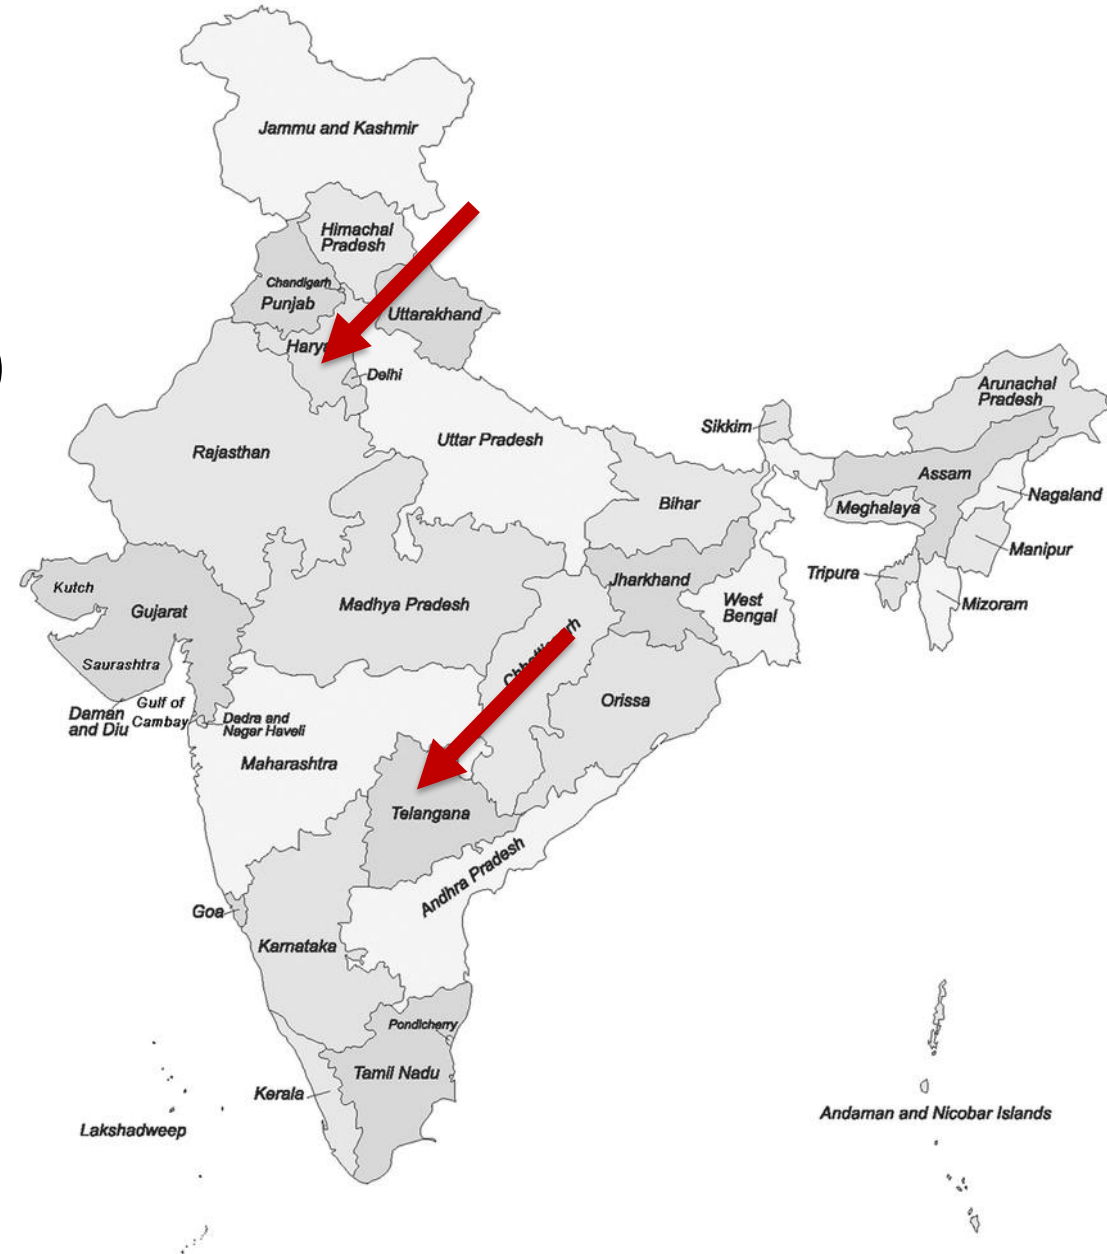 Jammu and Kashmir
Himachal
Pradesh
Chandigarh
Punjab
Uttarakhand
Delhi
Rajasthan
Uttar Pradesh
Sikkim
Arunachal
Pradesh
Assam
Nagaland
Bihar
Meghalaya
Manipur
Tripura
Mizoram
Jharkhand
West
Bengal
Kutch
Gujarat
Madhya Pradesh
Saurashtra
Gulf of
Cambay
Daman
and Diu
Dadra and
Nagar Haveli
Orissa
Maharashtra
Telangana
Andhra Pradesh
Goa
Karnataka
Pondicherry
Tamil Nadu
Kerala
Lakshadweep
Andaman and Nicobar Islands
)